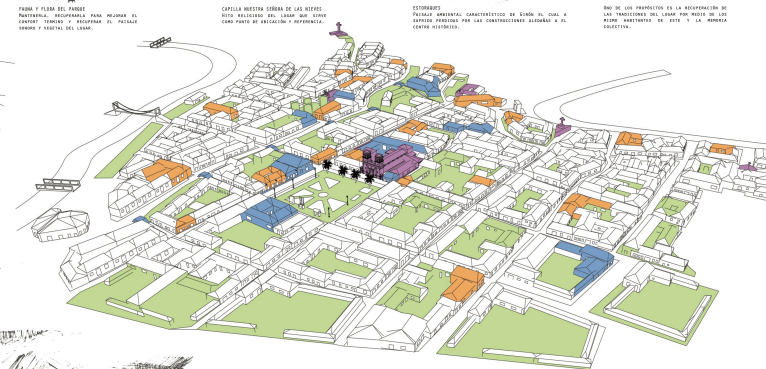 FAUNA Y FLORA DEL PARQUE
MANTENERLA, RECUPERARLA PARA MEJORAR EL
CONFORT TERMINO Y RECUPERAR EL PAISAJE
SONORO Y VEGETAL DEL LUGAR.
CAPILLA NUESTRA SEÑORA DE LAS NIEVES
HITO RELIGIOSO DEL LUGAR QUE SIRVE
COMO PUNTO DE UBICACIÓN Y REFERENCIA.
ESTORAQUES
PAISAJE AMBIENTAL CARACTERÍSTICO DE GIRÓN EL CUAL A
SUFRIDO PERDIDAS POR LAS CONSTRUCCIONES ALEDAÑAS A EL
CENTRO HISTÓRICO.
UNO DE LOS PROPÓSITOS ES LA RECUPERACIÓN DE
LAS TRADICIONES DEL LUGAR POR MEDIO DE LOS
MISMO HABITANTES DE ESTE Y LA MEMORIA
COLECTIVA.